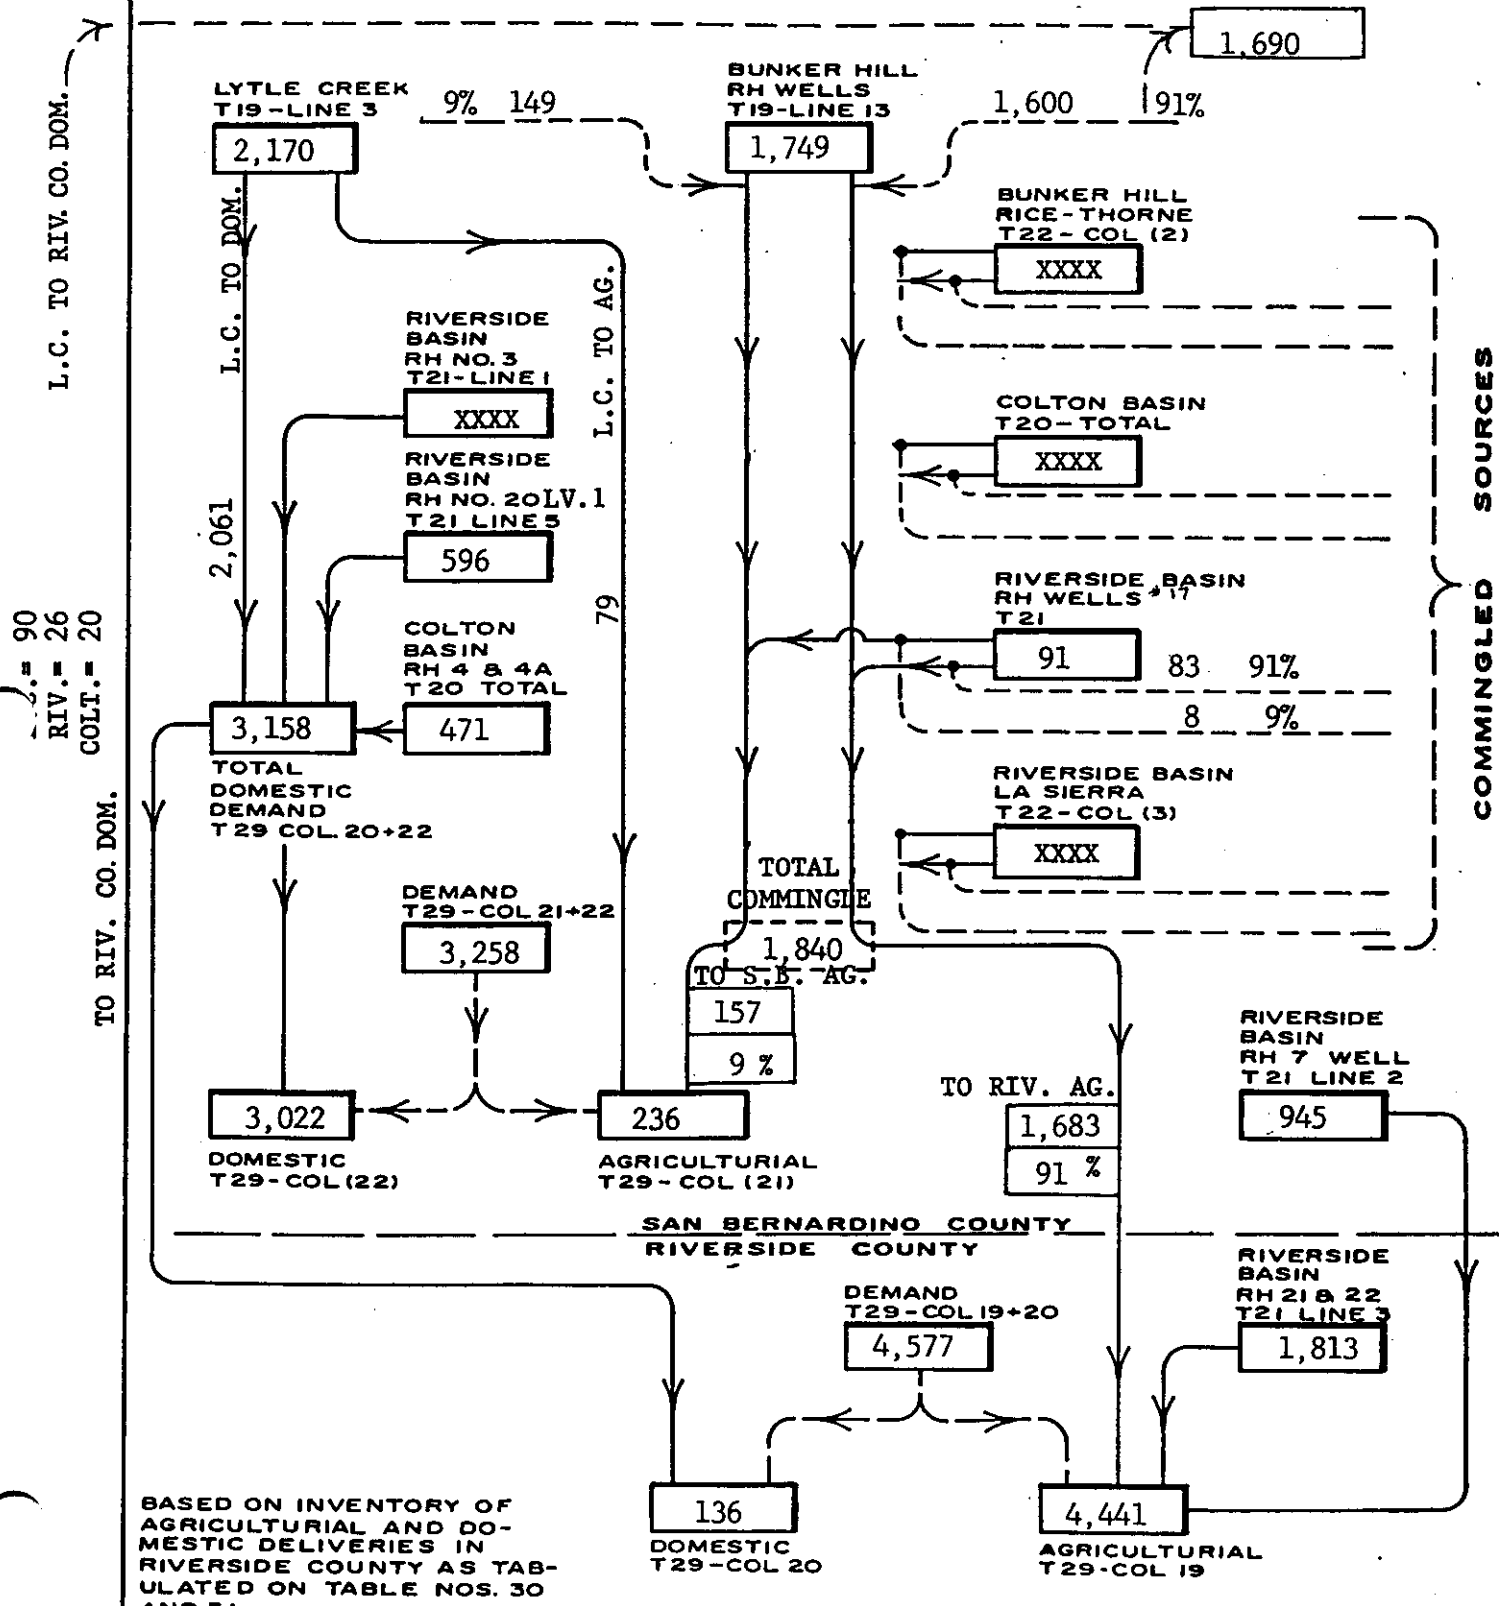 1,690
L.C. TO RIV. CO. DOM.
LYTLE CREEK
T19-LINE 3
2,170
9% 149
BUNKER HILL
RH WELLS
T19-LINE 13
1,749
1,600 91%
L.C. TO DOM.
2,061
L.C. TO AG.
79
BUNKER HILL
RICE-THORNE
T22-COL (2)
XXXX
RIVERSIDE
BASIN
RH NO. 3
T21-LINE 1
XXXX
COLTON BASIN
T20-TOTAL
XXXX
RIVERSIDE
BASIN
RH NO. 20 LV.1
T21 LINE 5
596
RIVERSIDE BASIN
RH WELLS #17
T21
91
83 91%
8 9%
COMMINGLED SOURCES
COLTON
BASIN
RH 4 & 4A
T20 TOTAL
471
3,158
TOTAL
DOMESTIC
DEMAND
T29 COL. 20+22
= 90
RIV.= 26
COLT.= 20
TO RIV. CO. DOM.
RIVERSIDE BASIN
LA SIERRA
T22-COL (3)
XXXX
TOTAL
COMMINGLE
1,840
TO S.B. AG.
157
9 %
DEMAND
T29-COL 21+22
3,258
3,022
DOMESTIC
T29-COL (22)
236
AGRICULTURIAL
T29-COL (21)
TO RIV. AG.
1,683
91 %
RIVERSIDE
BASIN
RH 7 WELL
T21 LINE 2
945
SAN BERNARDINO COUNTY
RIVERSIDE COUNTY
RIVERSIDE
BASIN
RH 21 & 22
T21 LINE 3
1,813
DEMAND
T29-COL 19+20
4,577
136
DOMESTIC
T29-COL 20
4,441
AGRICULTURIAL
T29-COL 19
BASED ON INVENTORY OF
AGRICULTURIAL AND DO-
MESTIC DELIVERIES IN
RIVERSIDE COUNTY AS TAB-
ULATED ON TABLE NOS. 30